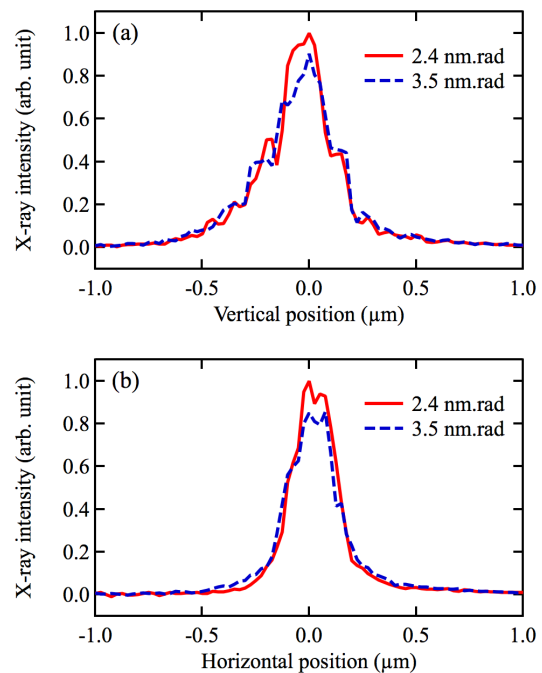 (a)
2.4 nm.rad
3.5 nm.rad
X-ray intensity (arb. unit)
1.0
0.8
0.6
0.4
0.2
0.0
-1.0 -0.5 0.0 0.5 1.0
Vertical position (µm)
(b)
2.4 nm.rad
3.5 nm.rad
X-ray intensity (arb. unit)
1.0
0.8
0.6
0.4
0.2
0.0
-1.0 -0.5 0.0 0.5 1.0
Horizontal position (µm)